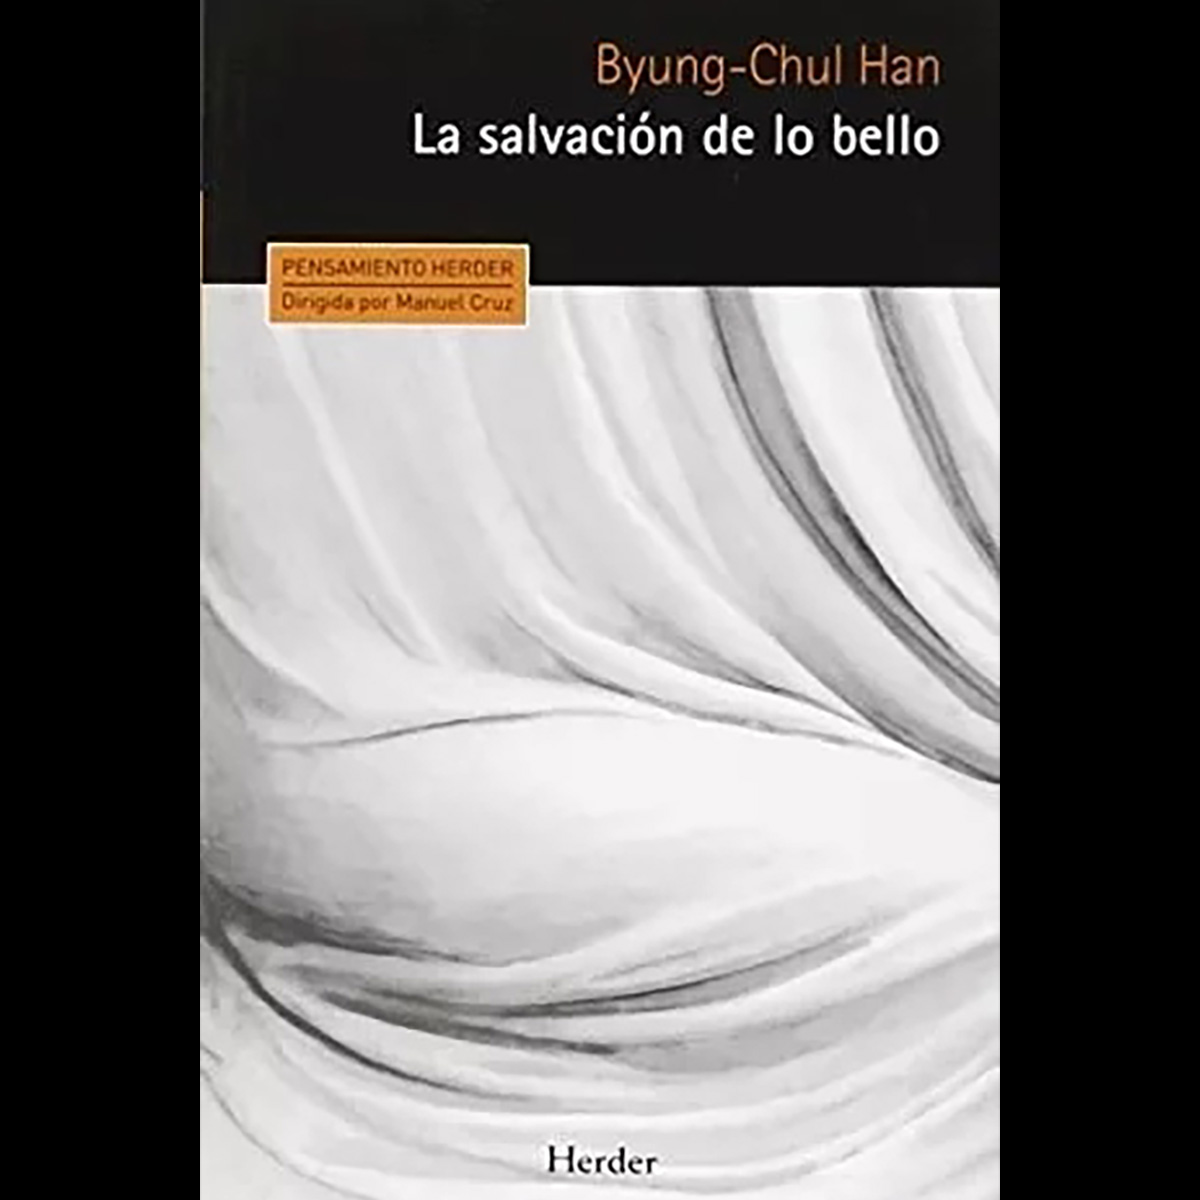 Byung-Chul Han
La salvación de lo bello
PENSAMIENTO HERDER
Dirigida por Manuel Cruz
Herder